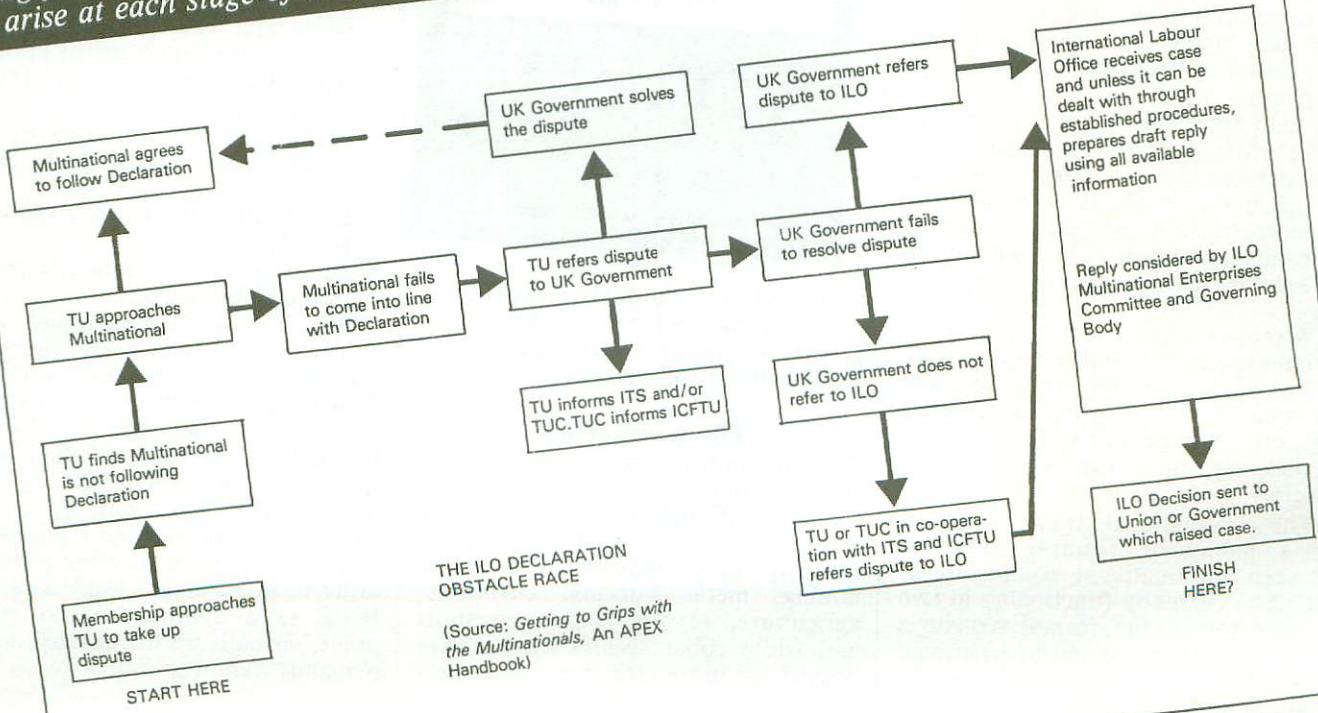 arise at each stage
Multinational agrees
to follow Declaration
UK Government solves
the dispute
UK Government refers
dispute to ILO
International Labour
Office receives case
and unless it can be
dealt with through
established procedures,
prepares draft reply
using all available
information
Reply considered by ILO
Multinational Enterprises
Committee and Governing
Body
TU approaches
Multinational
Multinational fails
to come into line
with Declaration
TU refers dispute
to UK Government
UK Government fails
to resolve dispute
TU finds Multinational
is not following
Declaration
TU informs ITS and/or
TUC.TUC informs ICFTU
UK Government does not
refer to ILO
Membership approaches
TU to take up
dispute
START HERE
THE ILO DECLARATION
OBSTACLE RACE
(Source: Getting to Grips with
the Multinationals, An APEX
Handbook)
TU or TUC in co-opera-
tion with ITS and ICFTU
refers dispute to ILO
ILO Decision sent to
Union or Government
which raised case.
FINISH
HERE?